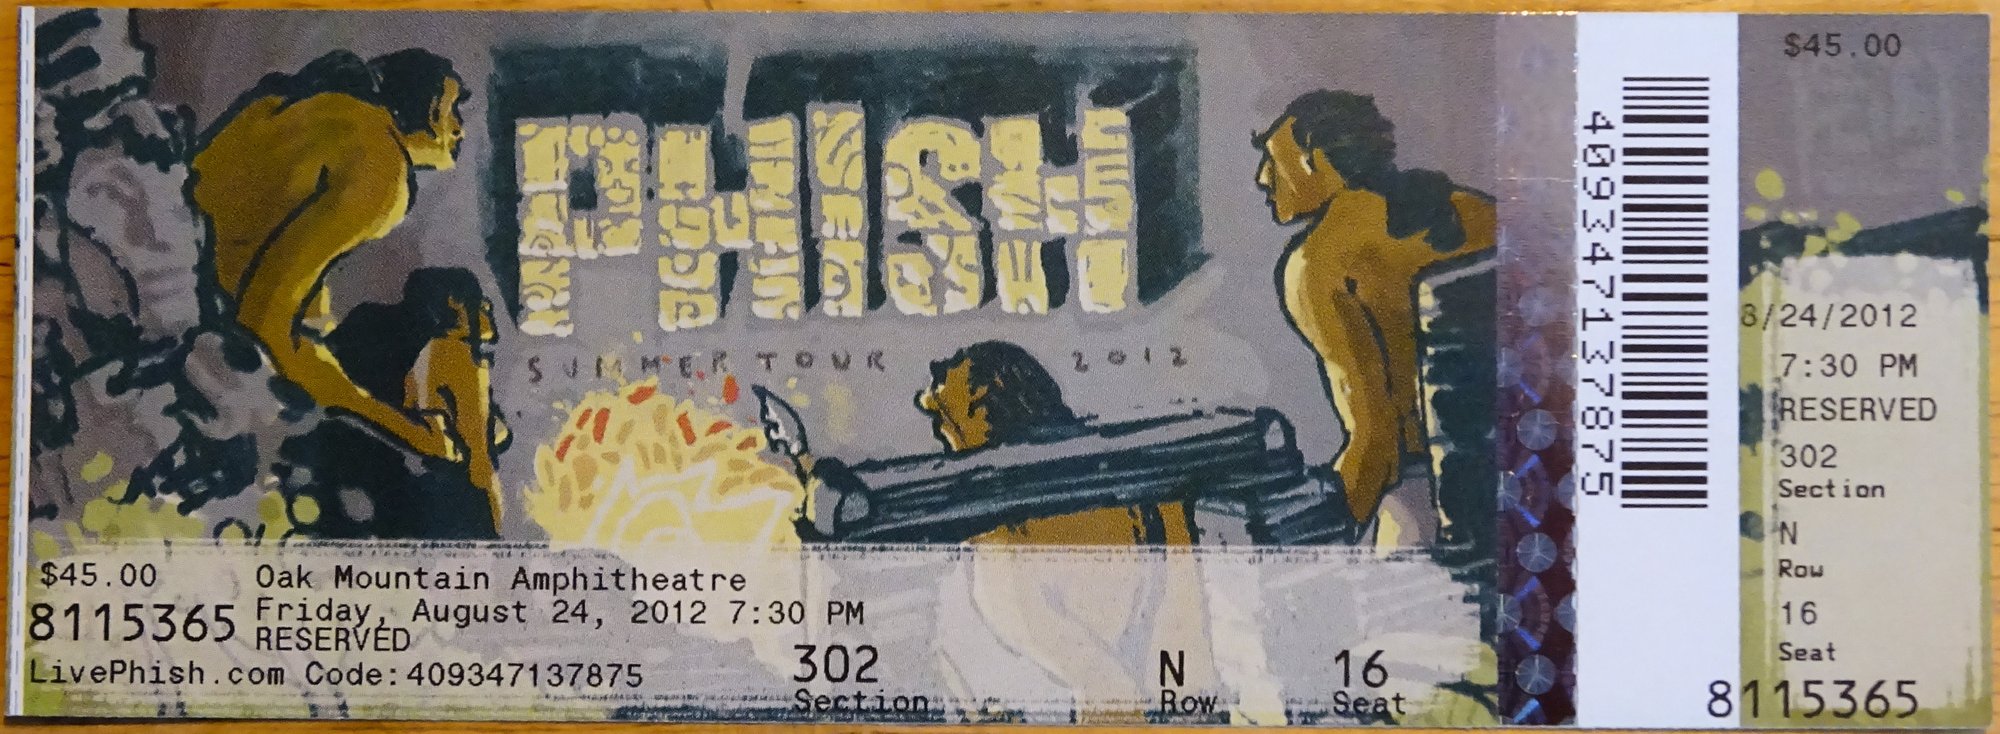 PHISH
SUMMER TOUR 2012
$45.00
Oak Mountain Amphitheatre
8115365
Friday, August 24, 2012 7:30 PM
RESERVED
LivePhish.com Code:409347137875
302
Section
N
Row
16
Seat
409347137875
$45.00
8/24/2012
7:30 PM
RESERVED
302
Section
N
Row
16
Seat
8115365